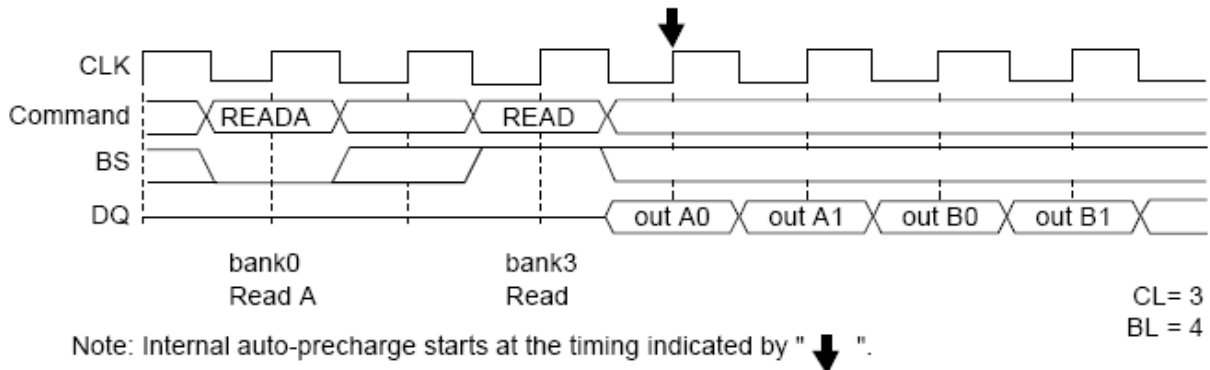 CLK
Command READA READ
BS
DQ out A0 out A1 out B0 out B1
bank0 bank3
Read A Read
CL= 3
BL = 4
Note: Internal auto-precharge starts at the timing indicated by " ".